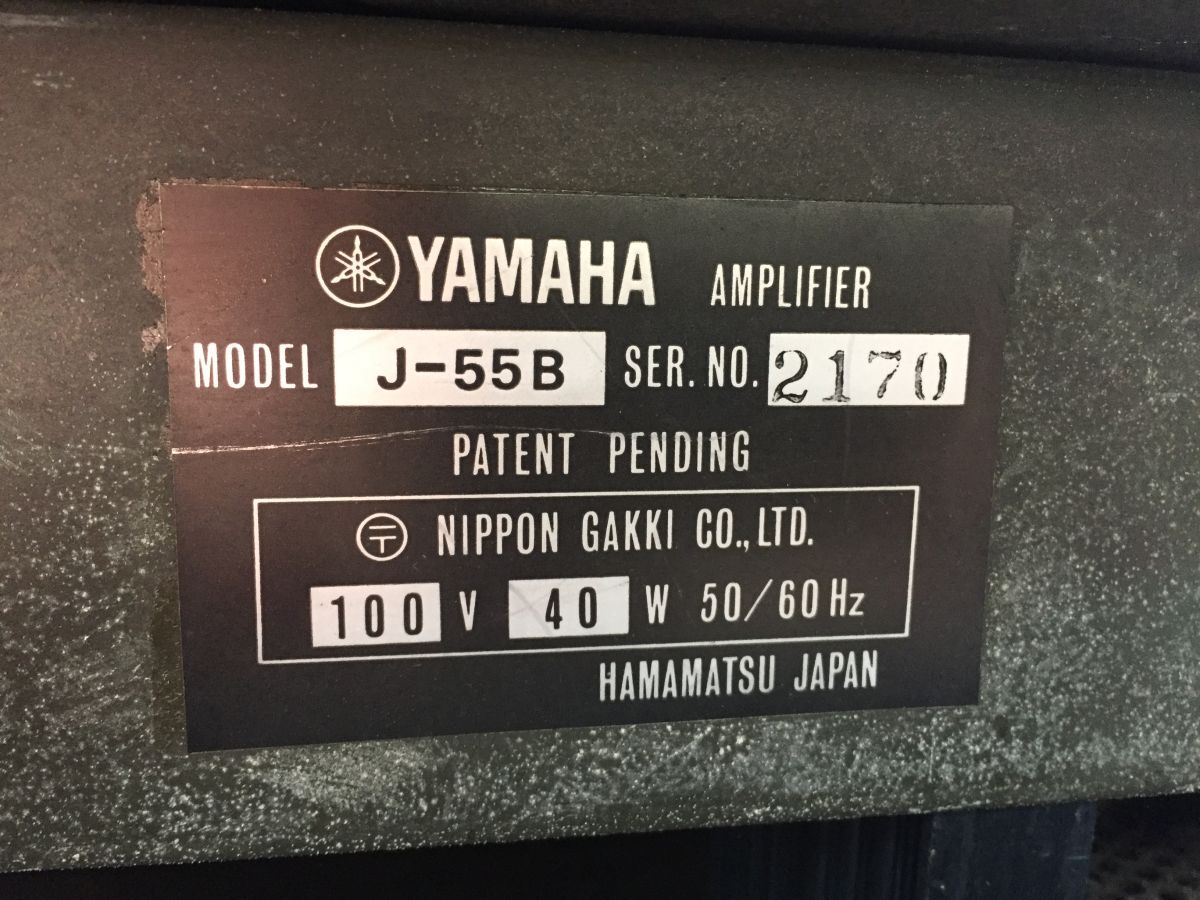 YAMAHA AMPLIFIER
MODEL J-55B SER. NO. 2170
PATENT PENDING
〒 NIPPON GAKKI CO., LTD.
100 V 40 W 50/60 Hz
HAMAMATSU JAPAN